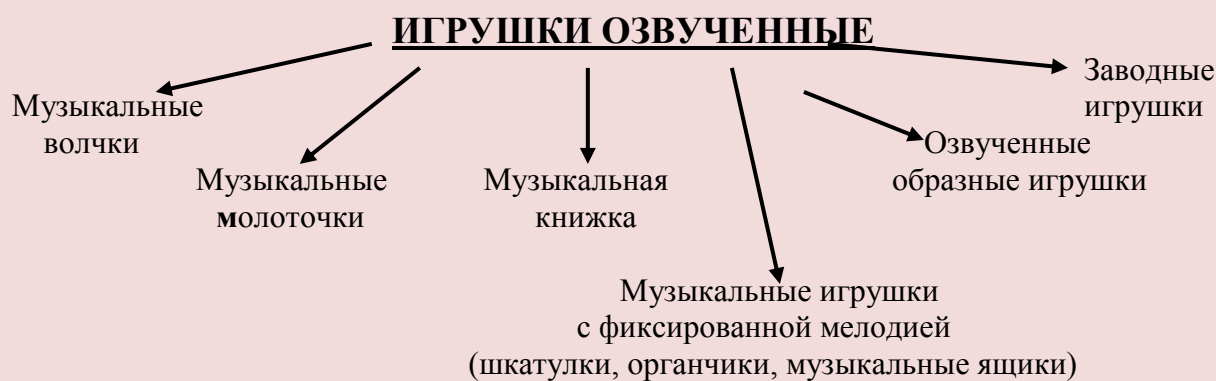 ИГРУШКИ ОЗВУЧЕННЫЕ
Музыкальные
волчки
Музыкальные
молоточки
Музыкальная
книжка
Музыкальные игрушки
с фиксированной мелодией
(шкатулки, органчики, музыкальные ящики)
Озвученные
образные игрушки
Заводные
игрушки